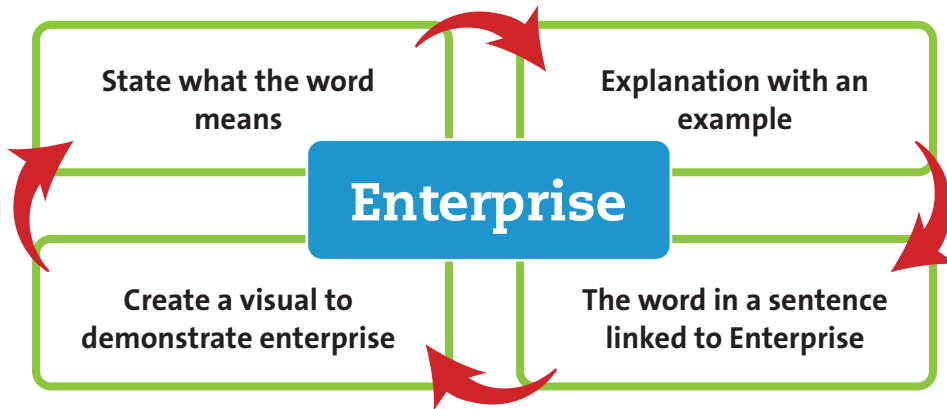 State what the word
means
Explanation with an
example
Enterprise
Create a visual to
demonstrate enterprise
The word in a sentence
linked to Enterprise